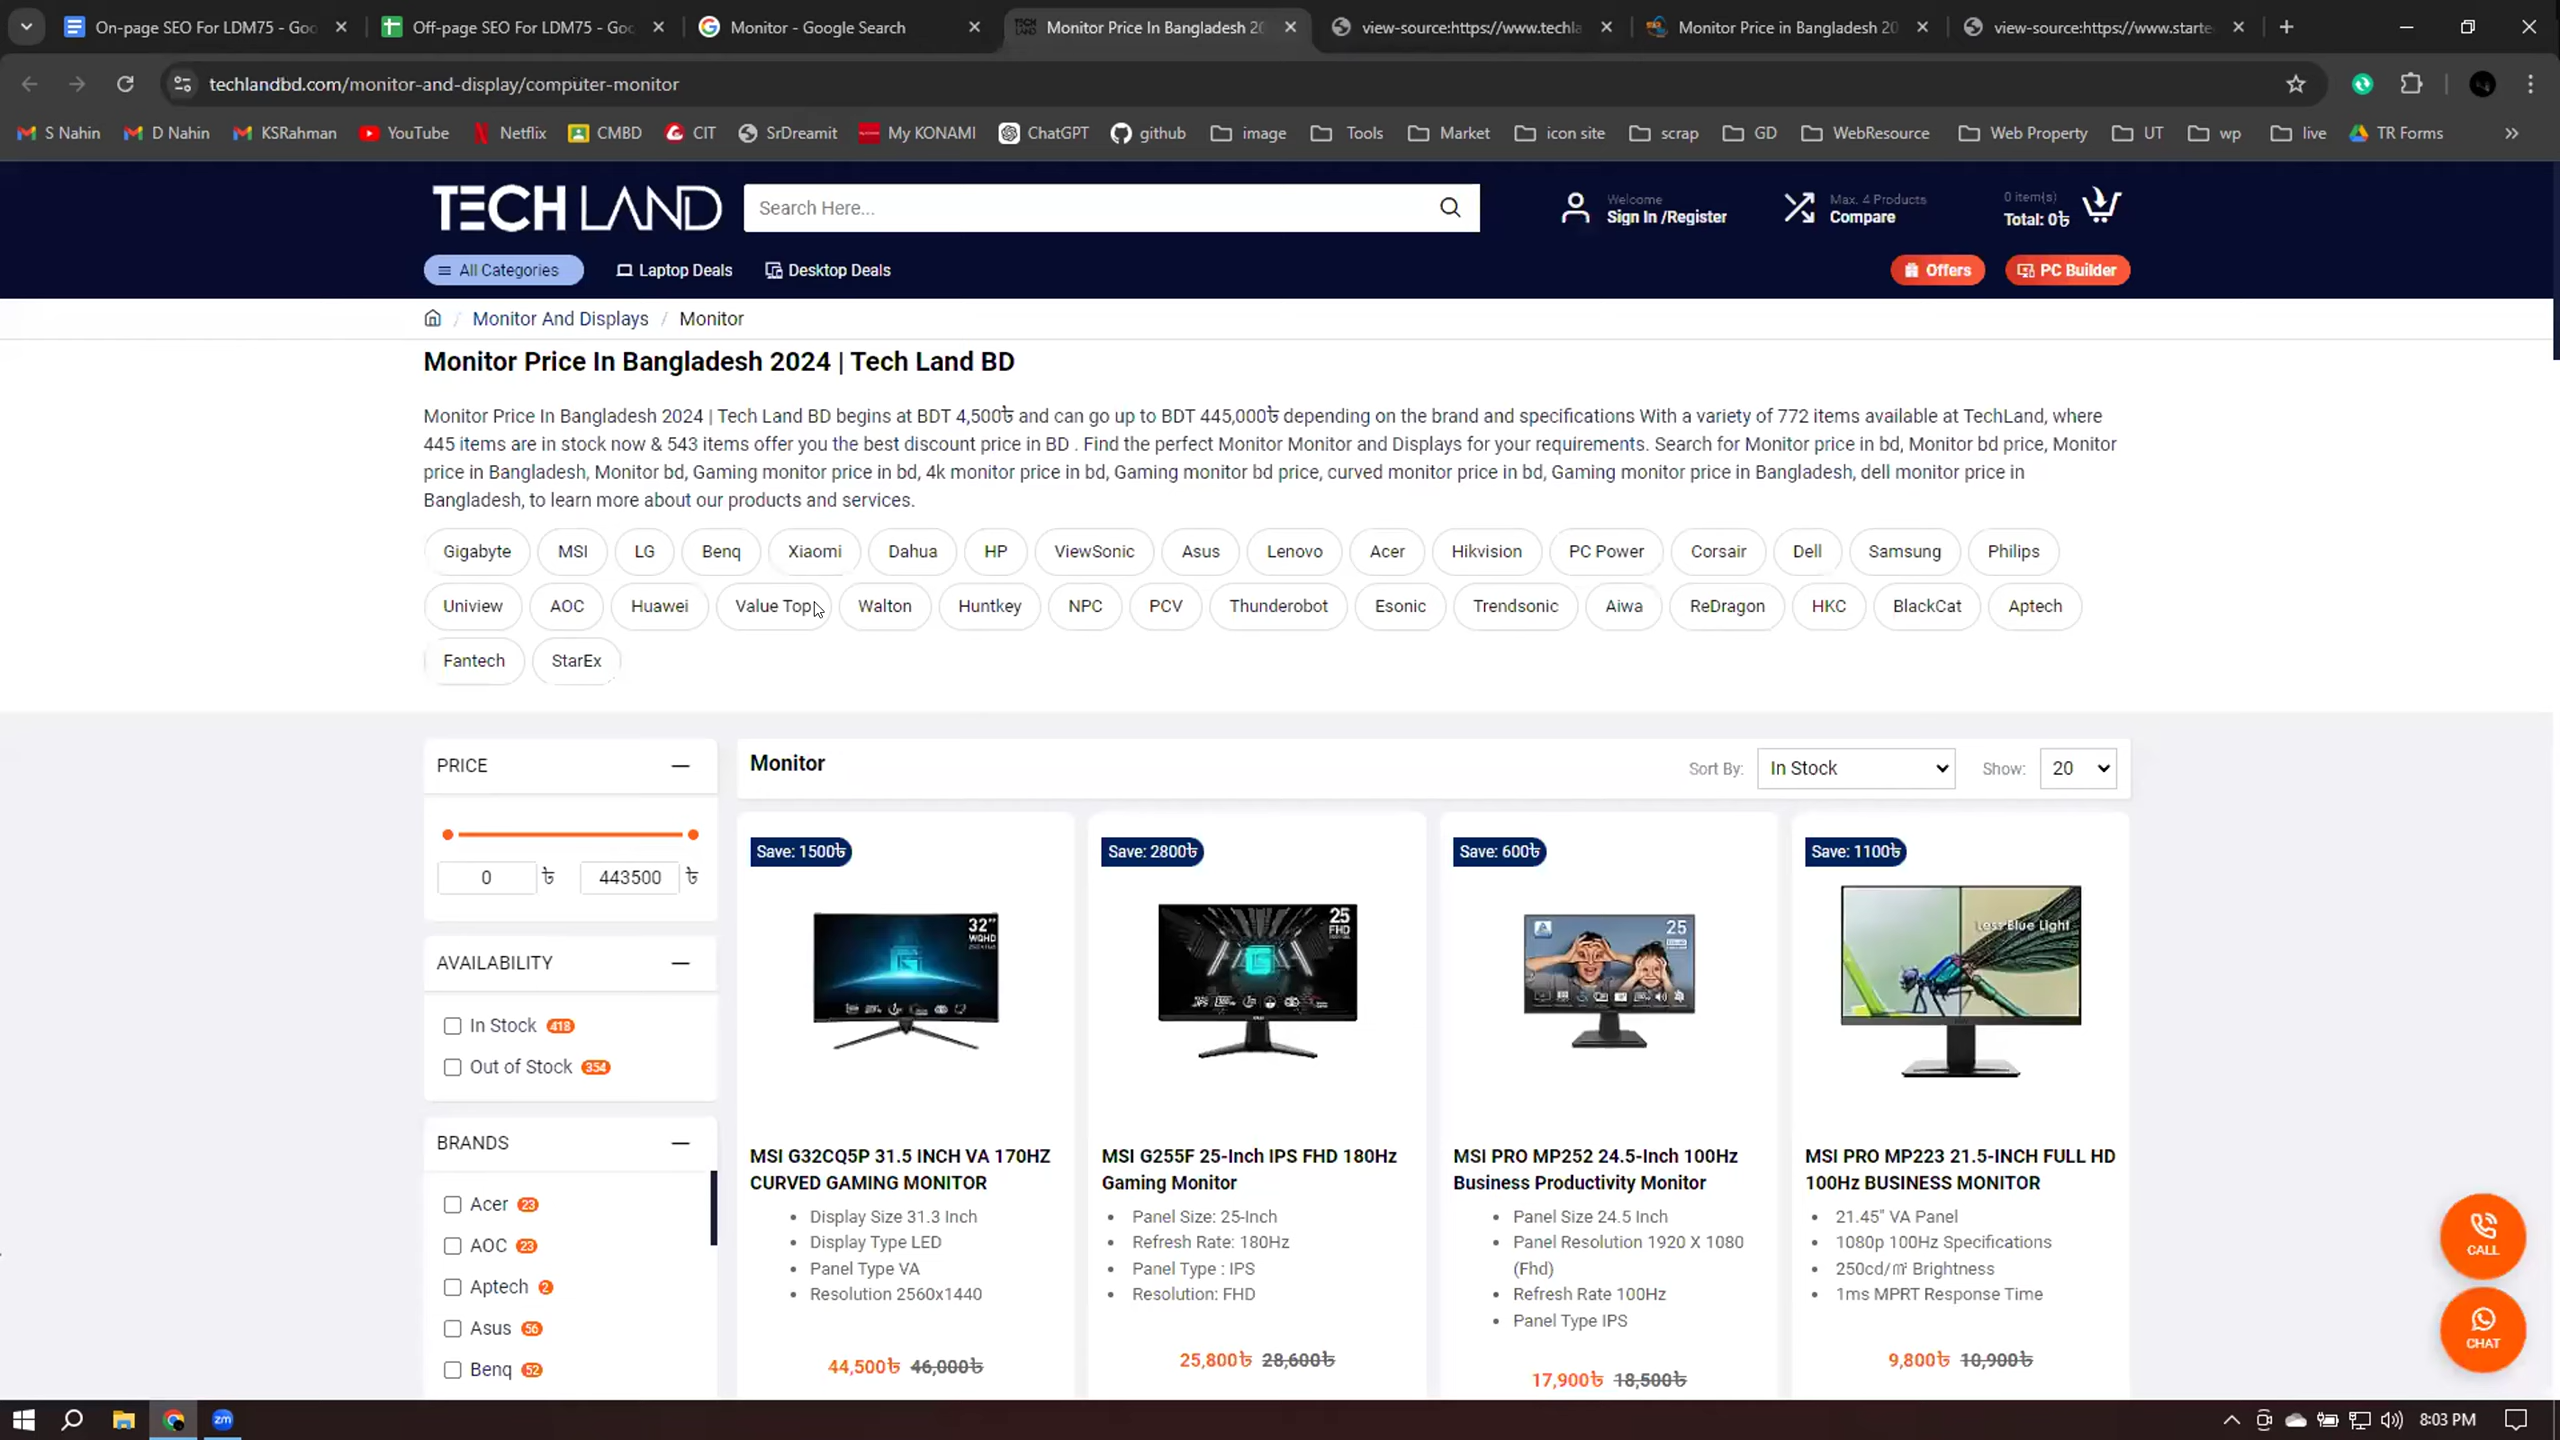 On-page SEO For LDM75 - Goo
Off-page SEO For LDM75 - Goo
Monitor - Google Search
Monitor Price In Bangladesh 20
view-source:https://www.techla
Monitor Price in Bangladesh 20
view-source:https://www.starte
techlandbd.com/monitor-and-display/computer-monitor
S Nahin
D Nahin
KSRahman
YouTube
Netflix
CMBD
CIT
SrDreamit
My KONAMI
ChatGPT
github
image
Tools
Market
icon site
scrap
GD
WebResource
Web Property
UT
wp
live
TR Forms
TECH LAND
Search Here...
Welcome
Sign In /Register
Max. 4 Products
Compare
0 item(s)
Total: 0৳
All Categories
Laptop Deals
Desktop Deals
Offers
PC Builder
/ Monitor And Displays / Monitor
Monitor Price In Bangladesh 2024 | Tech Land BD
Monitor Price In Bangladesh 2024 | Tech Land BD begins at BDT 4,500৳ and can go up to BDT 445,000৳ depending on the brand and specifications With a variety of 772 items available at TechLand, where
445 items are in stock now & 543 items offer you the best discount price in BD . Find the perfect Monitor Monitor and Displays for your requirements. Search for Monitor price in bd, Monitor bd price, Monitor
price in Bangladesh, Monitor bd, Gaming monitor price in bd, 4k monitor price in bd, Gaming monitor bd price, curved monitor price in bd, Gaming monitor price in Bangladesh, dell monitor price in
Bangladesh, to learn more about our products and services.
Gigabyte MSI LG Benq Xiaomi Dahua HP ViewSonic Asus Lenovo Acer Hikvision PC Power Corsair Dell Samsung Philips
Uniview AOC Huawei Value Top Walton Huntkey NPC PCV Thunderobot Esonic Trendsonic Aiwa ReDragon HKC BlackCat Aptech
Fantech StarEx
PRICE
0 ৳ 443500 ৳
AVAILABILITY
In Stock 418
Out of Stock 354
BRANDS
Acer 23
AOC 23
Aptech 2
Asus 56
Benq 52
Monitor
Sort By: In Stock
Show: 20
Save: 1500৳
32"
WQHD
MSI G32CQ5P 31.5 INCH VA 170HZ
CURVED GAMING MONITOR
• Display Size 31.3 Inch
• Display Type LED
• Panel Type VA
• Resolution 2560x1440
44,500৳ 46,000৳
Save: 2800৳
25
FHD
MSI G255F 25-Inch IPS FHD 180Hz
Gaming Monitor
• Panel Size: 25-Inch
• Refresh Rate: 180Hz
• Panel Type : IPS
• Resolution: FHD
25,800৳ 28,600৳
Save: 600৳
25
MSI PRO MP252 24.5-Inch 100Hz
Business Productivity Monitor
• Panel Size 24.5 Inch
• Panel Resolution 1920 X 1080
(Fhd)
• Refresh Rate 100Hz
• Panel Type IPS
17,900৳ 18,500৳
Save: 1100৳
Less Blue Light
MSI PRO MP223 21.5-INCH FULL HD
100Hz BUSINESS MONITOR
• 21.45" VA Panel
• 1080p 100Hz Specifications
• 250cd/㎡ Brightness
• 1ms MPRT Response Time
9,800৳ 10,900৳
CALL
CHAT
zm
8:03 PM